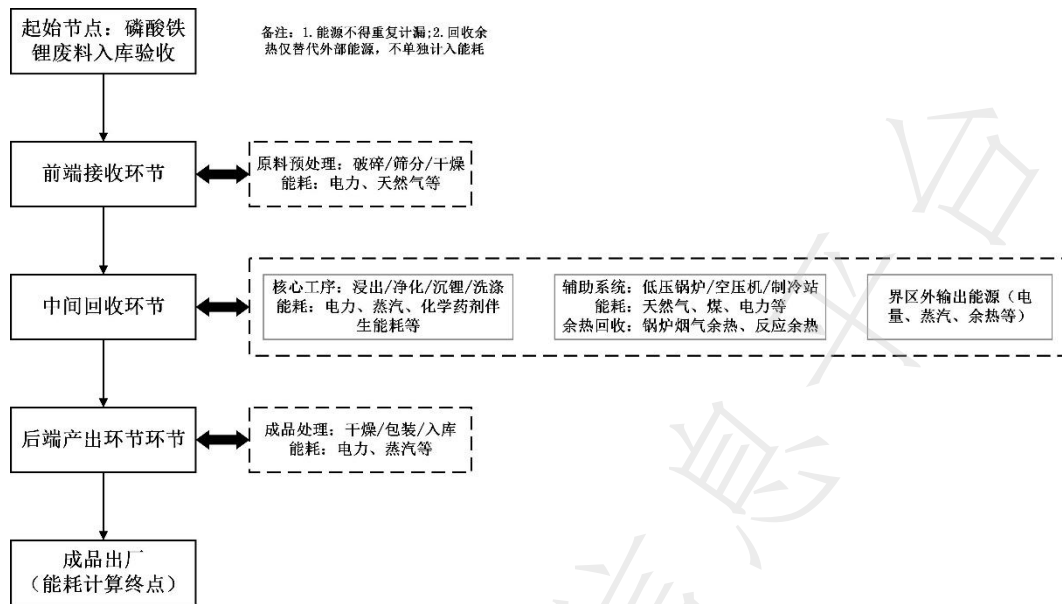 起始节点：磷酸铁
锂废料入库验收
备注：1.能源不得重复计漏;2.回收余
热仅替代外部能源，不单独计入能耗
前端接收环节
原料预处理：破碎/筛分/干燥
能耗：电力、天然气等
中间回收环节
核心工序：浸出/净化/沉锂/洗涤
能耗：电力、蒸汽、化学药剂伴
生能耗等
辅助系统：低压锅炉/空压机/制冷站
能耗：天然气、煤、电力等
余热回收：锅炉烟气余热、反应余热
界区外输出能源（电
量、蒸汽、余热等）
后端产出环节环节
成品处理：干燥/包装/入库
能耗：电力、蒸汽等
成品出厂
（能耗计算终点）
息平台